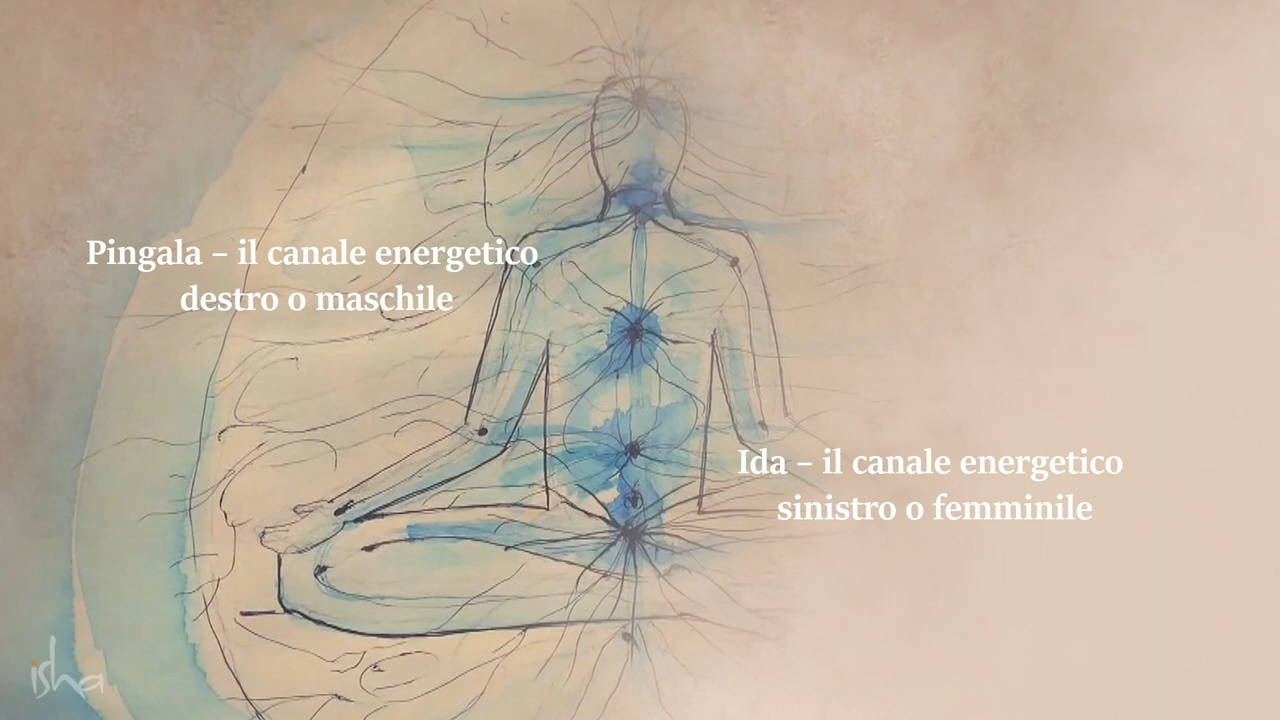 Pingala – il canale energetico
destro o maschile
Ida – il canale energetico
sinistro o femminile
isha